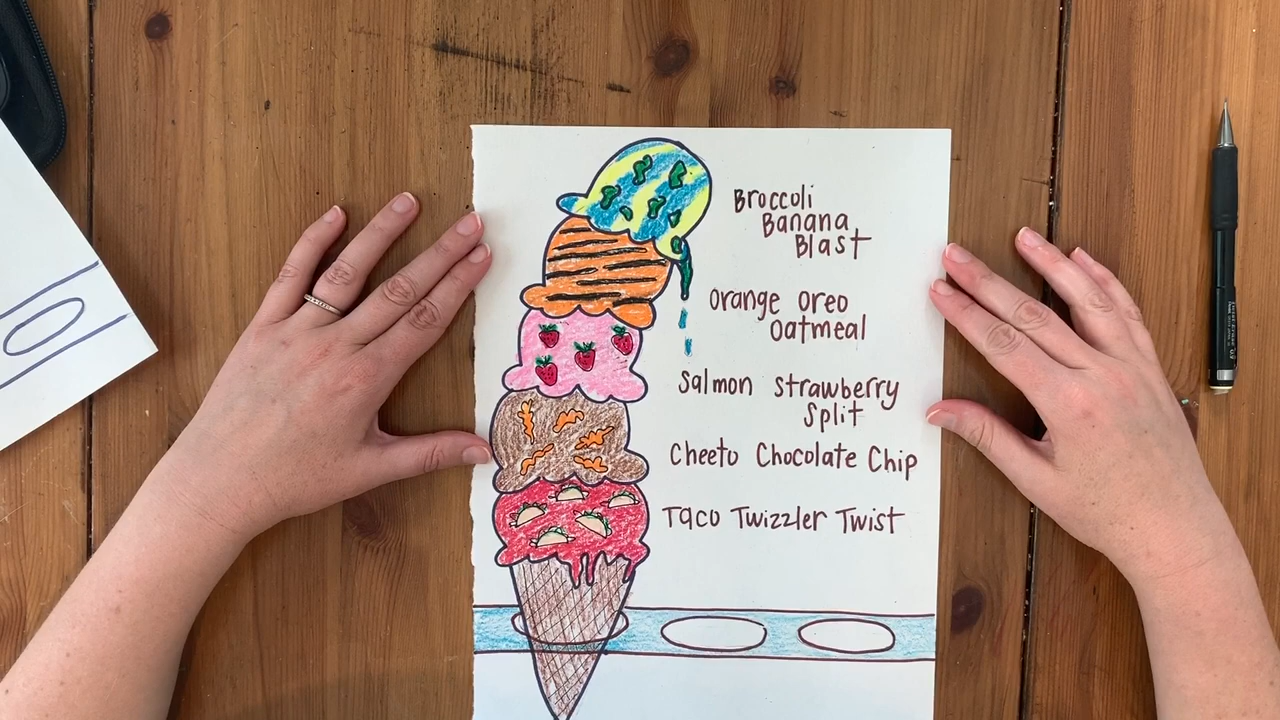 Broccoli
Banana
Blast
Orange Oreo
Oatmeal
Salmon Strawberry
Split
Cheeto Chocolate Chip
Taco Twizzler Twist